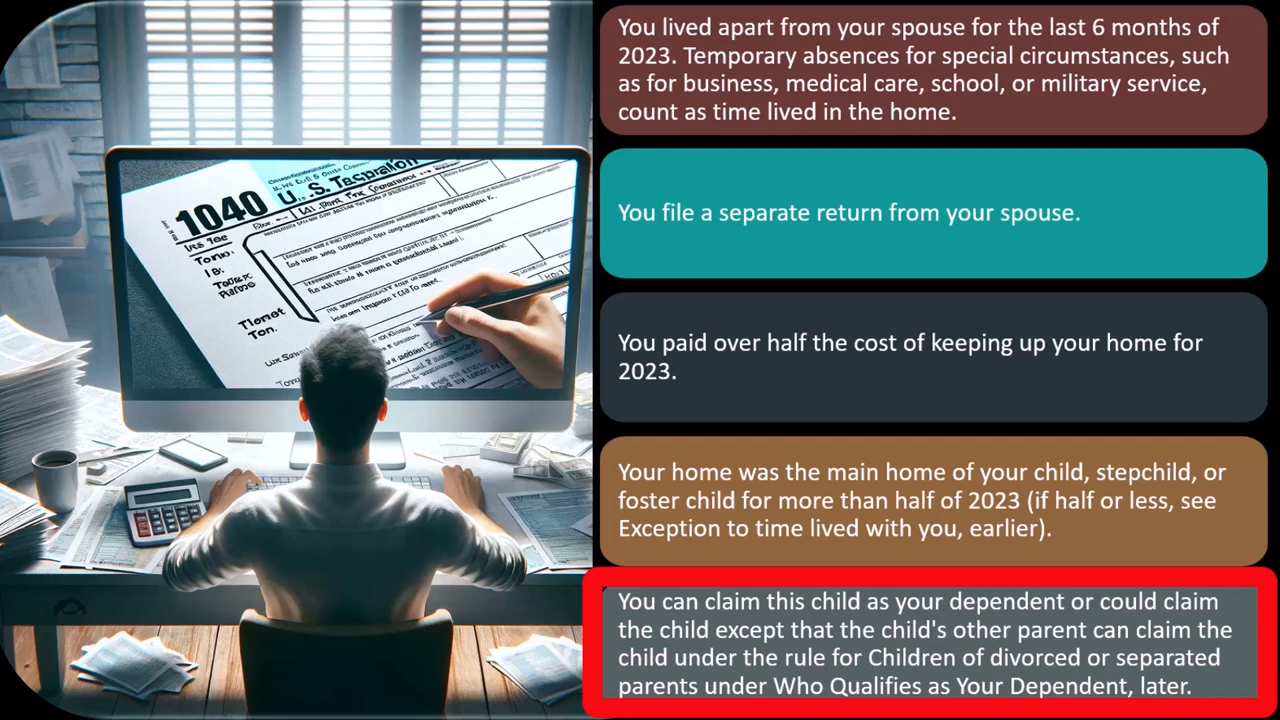 You lived apart from your spouse for the last 6 months of
2023. Temporary absences for special circumstances, such
as for business, medical care, school, or military service,
count as time lived in the home.
You file a separate return from your spouse.
You paid over half the cost of keeping up your home for
2023.
Your home was the main home of your child, stepchild, or
foster child for more than half of 2023 (if half or less, see
Exception to time lived with you, earlier).
You can claim this child as your dependent or could claim
the child except that the child's other parent can claim the
child under the rule for Children of divorced or separated
parents under Who Qualifies as Your Dependent, later.
1040